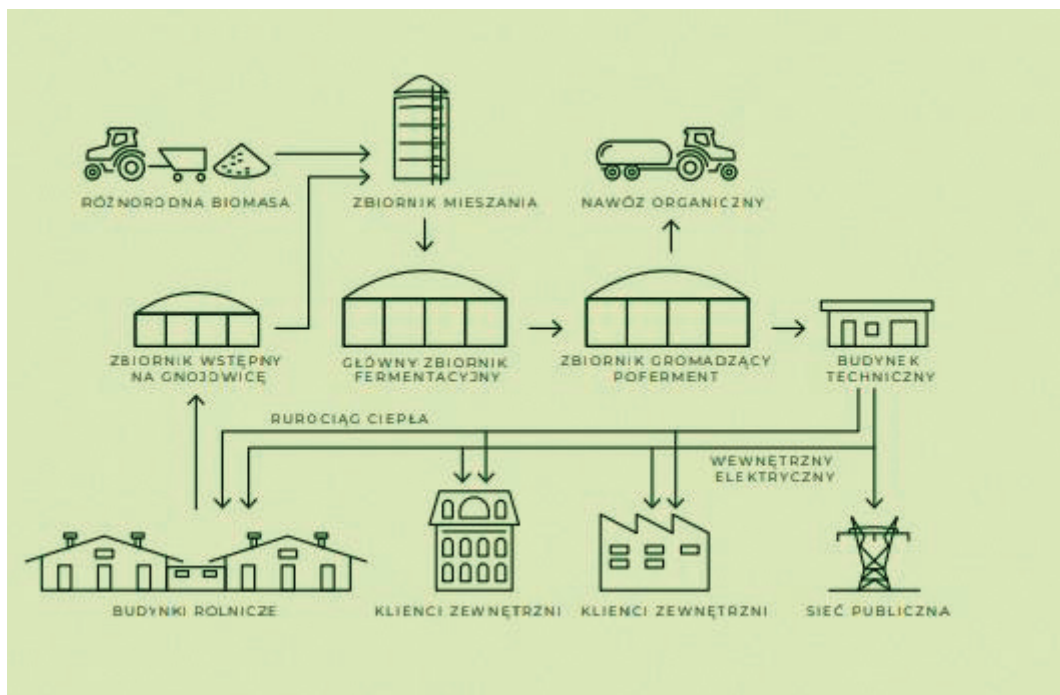 RÓŻNORODNA BIOMASA
ZBIORNIK MIESZANIA
NAWÓZ ORGANICZNY
ZBIORNIK WSTĘPNY
NA GNOJOWICĘ
GŁÓWNY ZBIORNIK
FERMENTACYJNY
ZBIORNIK GROMADZĄCY
POFERMENT
BUDYNEK
TECHNICZNY
RUROCIĄG CIEPŁA
WEWNĘTRZNY
ELEKTRYCZNY
BUDYNKI ROLNICZE
KLIENCI ZEWNĘTRZNI
KLIENCI ZEWNĘTRZNI
SIEĆ PUBLICZNA